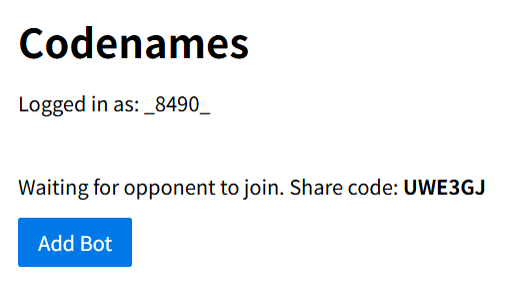 Codenames
Logged in as: _8490_
Waiting for opponent to join. Share code: UWE3GJ
Add Bot